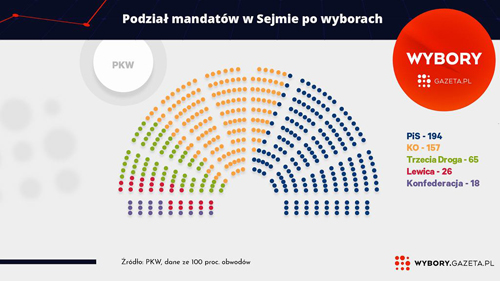 Podział mandatów w Sejmie po wyborach
PKW
WYBORY
GAZETA.PL
PiS - 194
KO - 157
Trzecia Droga - 65
Lewica - 26
Konfederacja - 18
Źródło: PKW, dane ze 100 proc. obwodów
WYBORY.GAZETA.PL